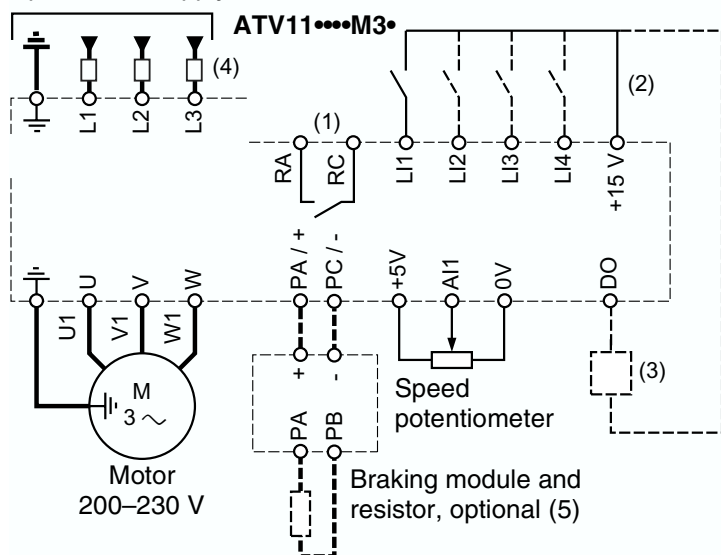 ATV11••••M3•
(4)
(2)
L1
L2
L3
(1)
RA
RC
LI1
LI2
LI3
LI4
+15 V
U
V
W
PA / +
PC / -
+5V
AI1
0V
DO
U1
V1
W1
M
3 ~
+
-
(3)
Speed
potentiometer
PA
PB
Motor
200–230 V
Braking module and
resistor, optional (5)